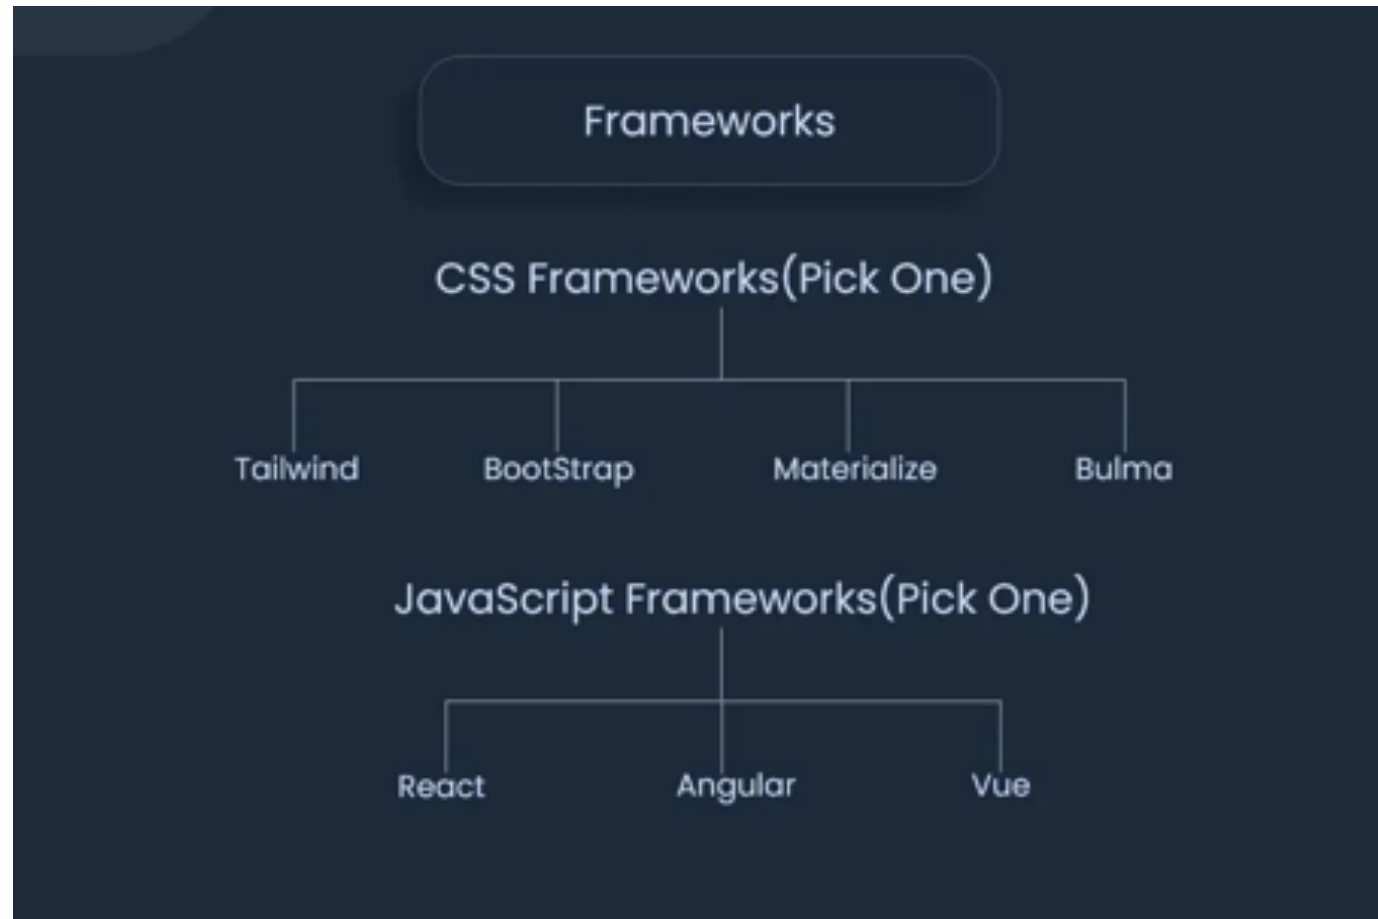 Frameworks
CSS Frameworks(Pick One)
Tailwind BootStrap Materialize Bulma
JavaScript Frameworks(Pick One)
React Angular Vue